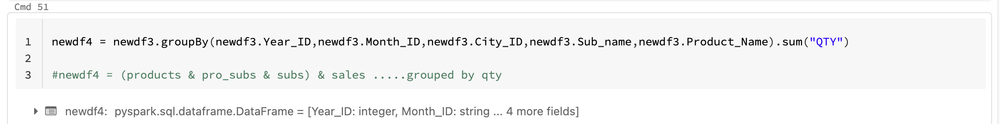 Cmd 51
1 newdf4 = newdf3.groupBy(newdf3.Year_ID,newdf3.Month_ID,newdf3.City_ID,newdf3.Sub_name,newdf3.Product_Name).sum("QTY")
2
3 #newdf4 = (products & pro_subs & subs) & sales .....grouped by qty
newdf4: pyspark.sql.dataframe.DataFrame = [Year_ID: integer, Month_ID: string ... 4 more fields]